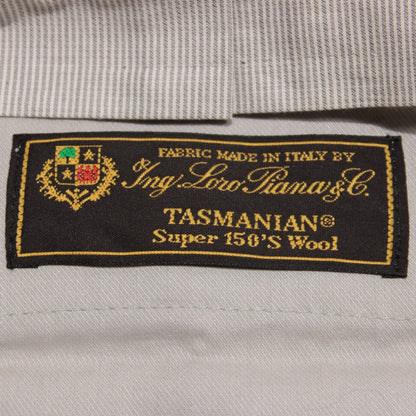 FABRIC MADE IN ITALY BY
Ing. Loro Piana & C.
TASMANIAN®
Super 150'S Wool